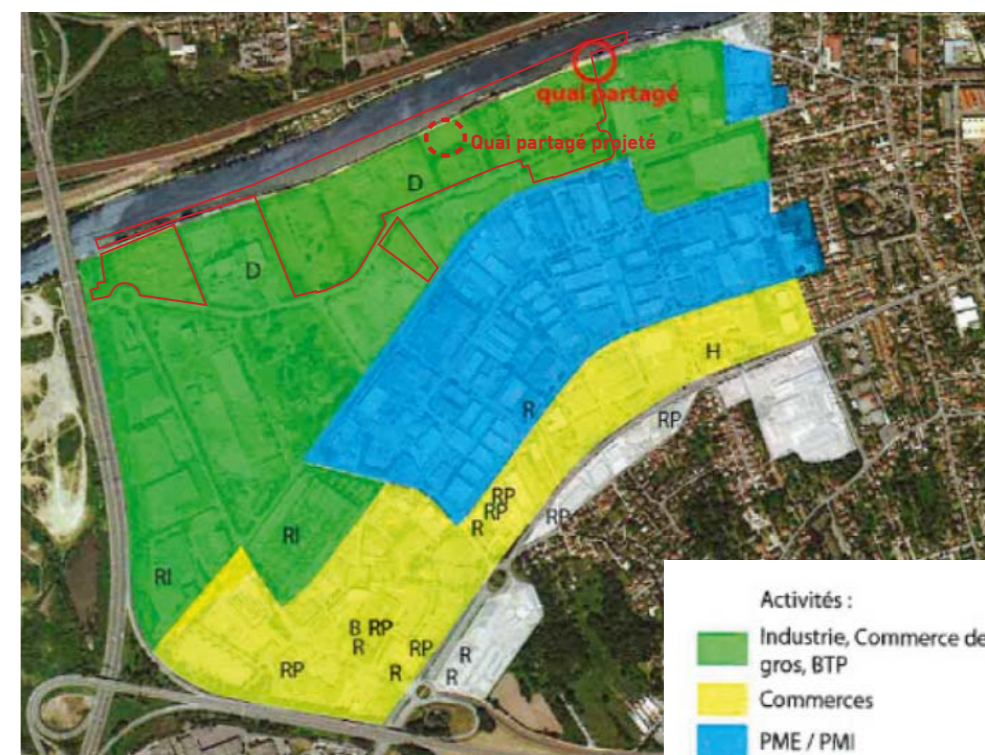 quai partagé
Quai partagé projeté
D
D
H
R
RP
RP
RP
RP
R
RI
RI
B RP
R
RP
RP
R
R
R
Activités :
Industrie, Commerce de
gros, BTP
Commerces
PME / PMI